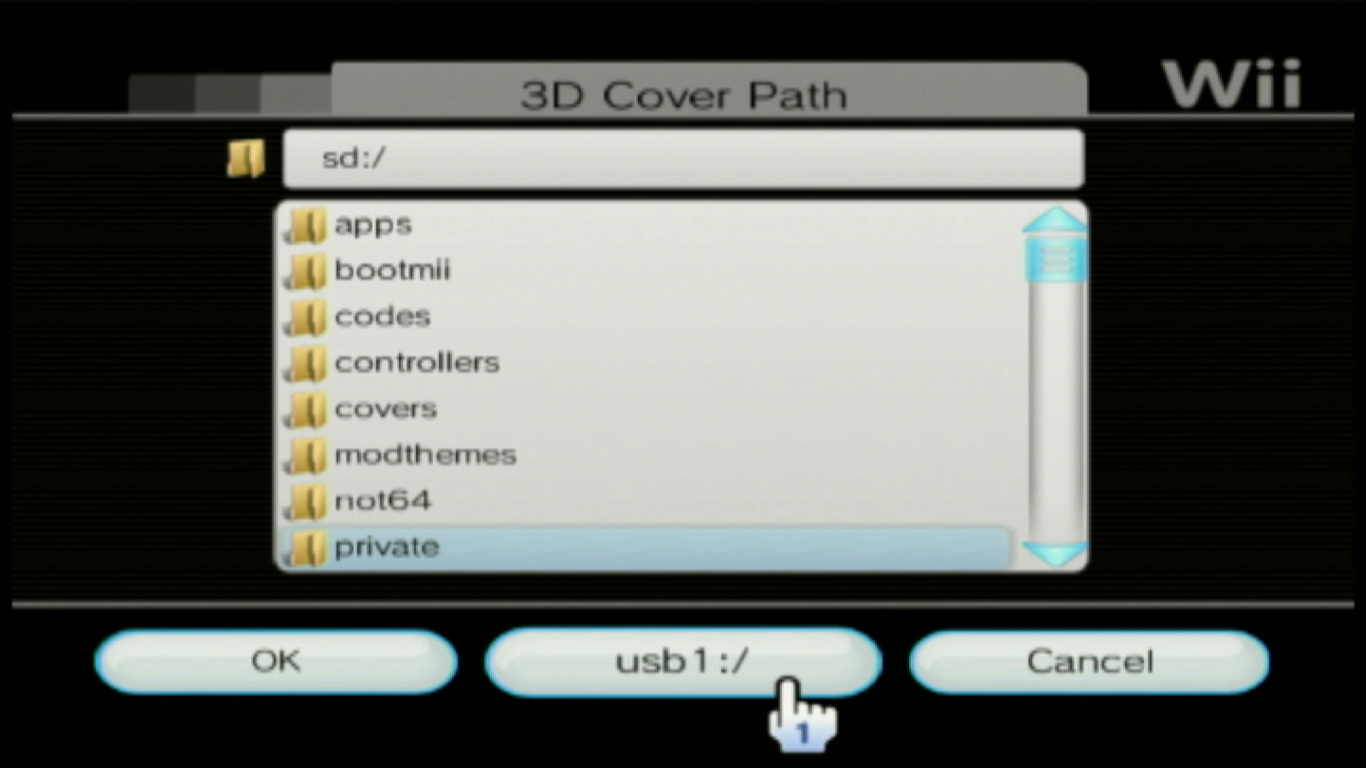 3D Cover Path
Wii
sd:/
apps
bootmii
codes
controllers
covers
modthemes
not64
private
OK
usb1:/
Cancel
1